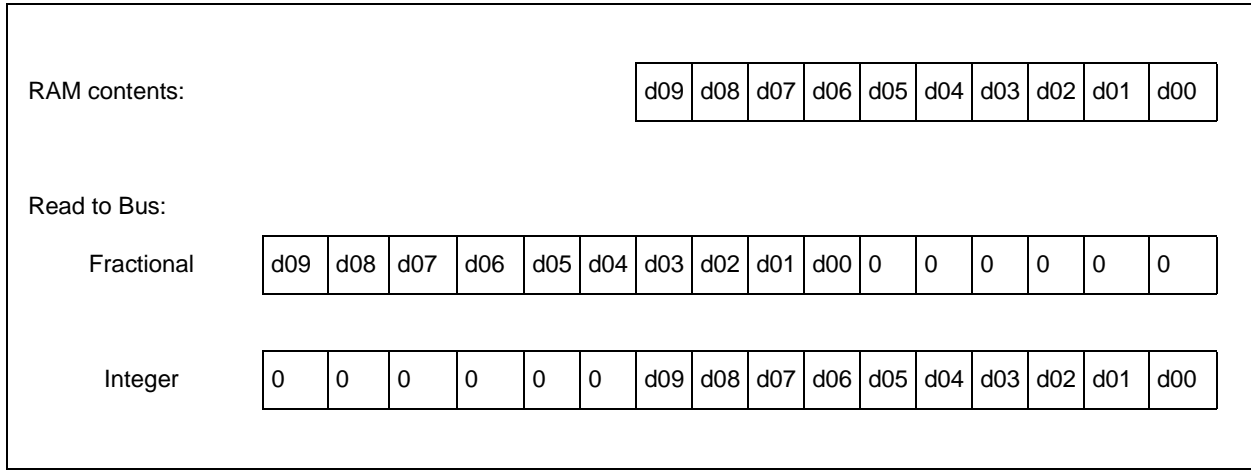 RAM contents: d09 d08 d07 d06 d05 d04 d03 d02 d01 d00
Read to Bus:
Fractional d09 d08 d07 d06 d05 d04 d03 d02 d01 d00 0 0 0 0 0 0
Integer 0 0 0 0 0 0 d09 d08 d07 d06 d05 d04 d03 d02 d01 d00